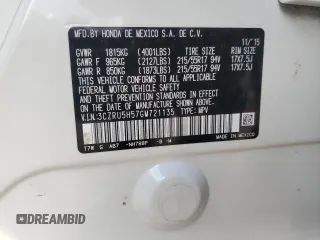 MFD. BY HONDA DE MEXICO S.A. DE C.V. 11/15
GVWR 1815KG (4001LBS) TIRE SIZE RIM SIZE
GAWR F 965KG (2127LBS) 215/55R17 94V 17X7.5J
GAWR R 850KG (1873LBS) 215/55R17 94V 17X7.5J
THIS VEHICLE CONFORMS TO ALL APPLICABLE
FEDERAL MOTOR VEHICLE SAFETY AND
THEFT PREVENTION STANDARDS IN EFFECT ON THE
DATE OF MANUFACTURE SHOWN ABOVE.
V.I.N.:3CZRU5H57GM721135 TYPE: MPV
T7W G AB7
MADE IN MEXICO
DREAMBID